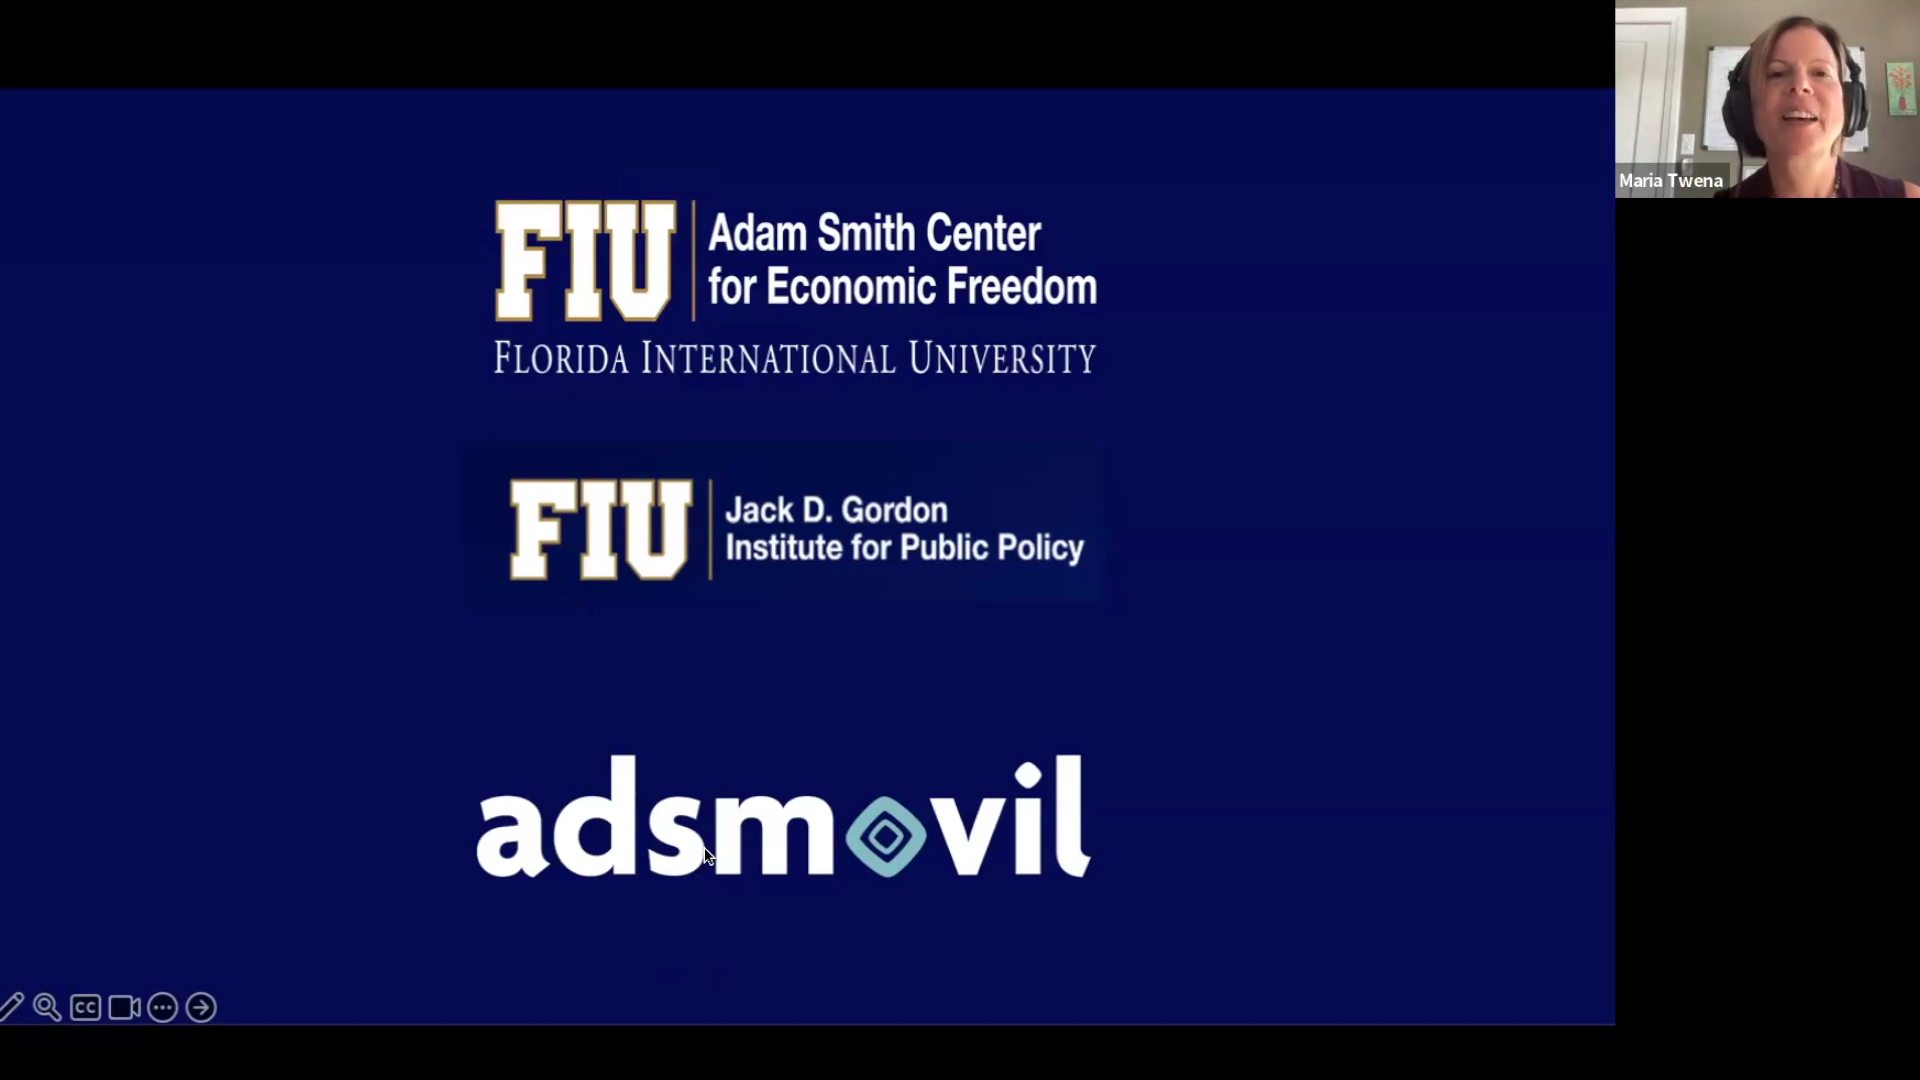 FIU
Adam Smith Center
for Economic Freedom
FLORIDA INTERNATIONAL UNIVERSITY
FIU
Jack D. Gordon
Institute for Public Policy
adsmovil
CC
Maria Twena